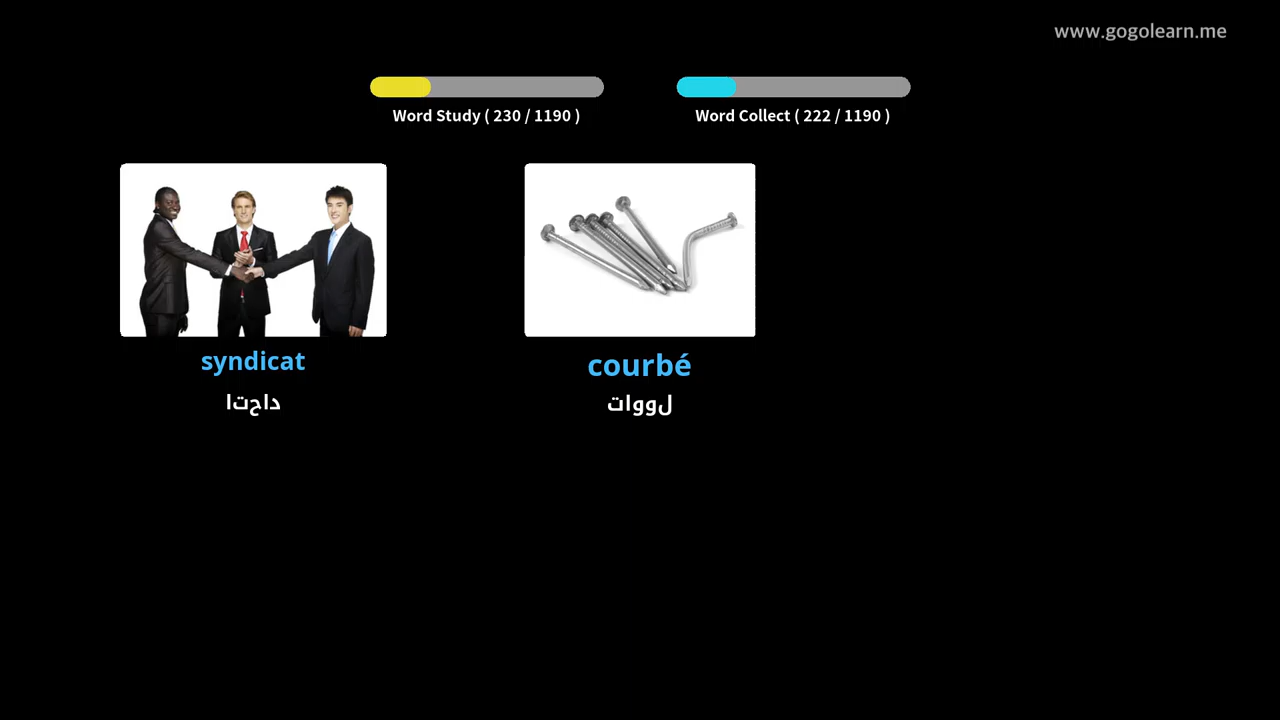 www.gogolearn.me
Word Study ( 230 / 1190 )
Word Collect ( 222 / 1190 )
syndicat
داحتا
courbé
لووات